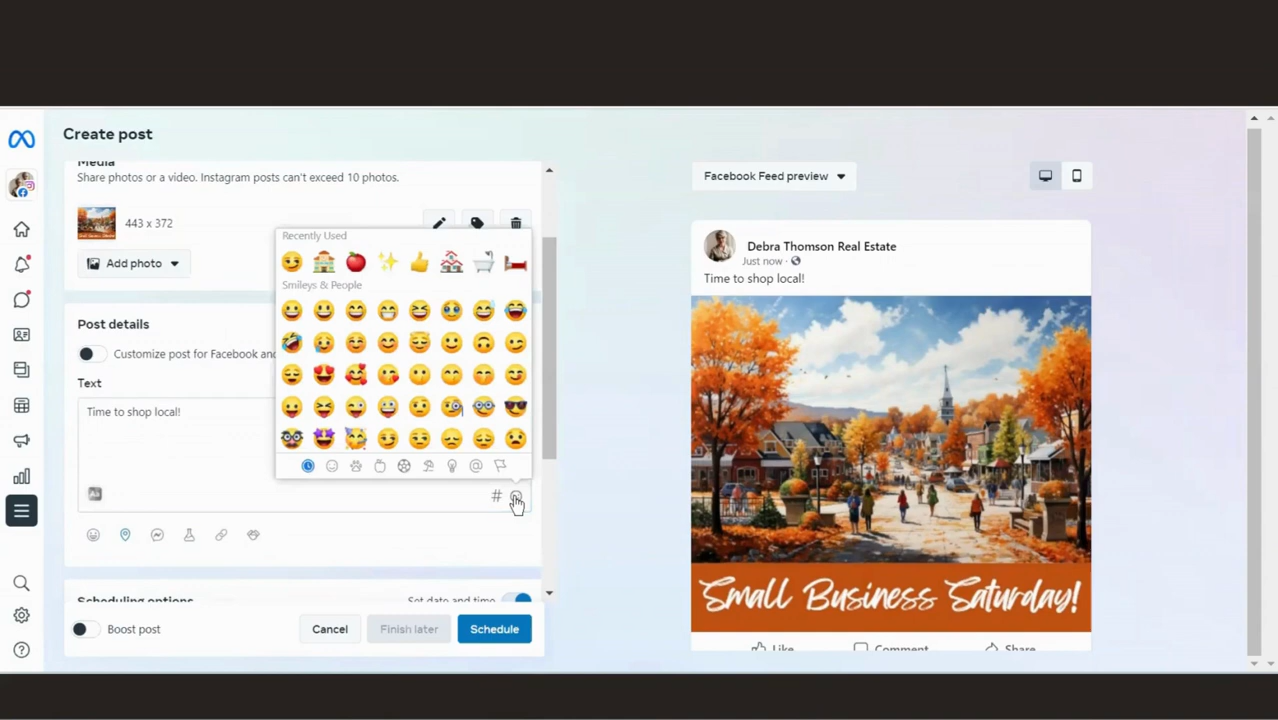 Create post
Media
Share photos or a video. Instagram posts can't exceed 10 photos.
443 x 372
Add photo
Recently Used
Smileys & People
Post details
Customize post for Facebook and
Text
Time to shop local!
#
Scheduling options
Set date and time
Boost post
Cancel
Finish later
Schedule
Facebook Feed preview
Debra Thomson Real Estate
Just now ·
Time to shop local!
Small Business Saturday!
Like
Comment
Share